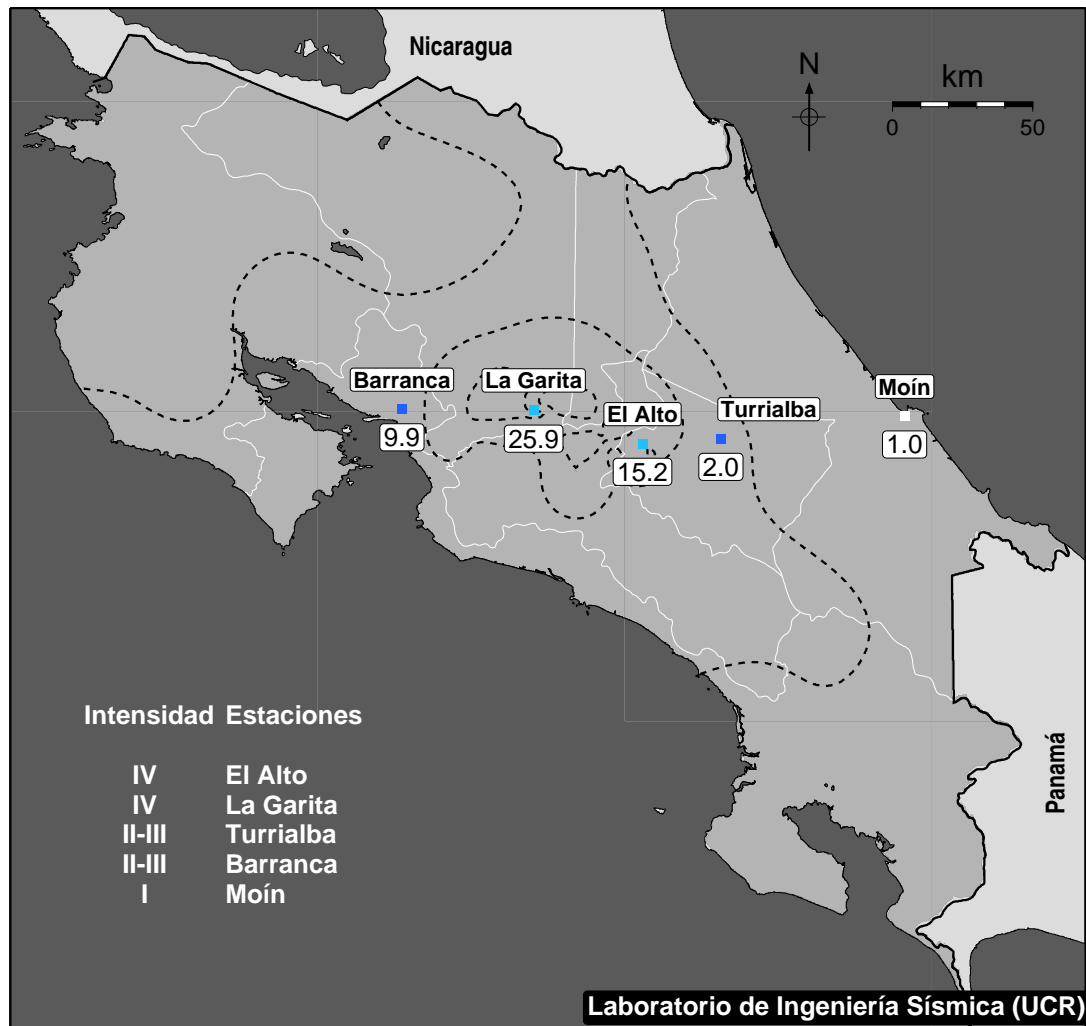 Nicaragua
N
km
0 50
Barranca
La Garita
El Alto
Turrialba
Moín
9.9
25.9
15.2
2.0
1.0
Intensidad Estaciones
IV El Alto
IV La Garita
II-III Turrialba
II-III Barranca
I Moín
Panamá
Laboratorio de Ingeniería Sísmica (UCR)